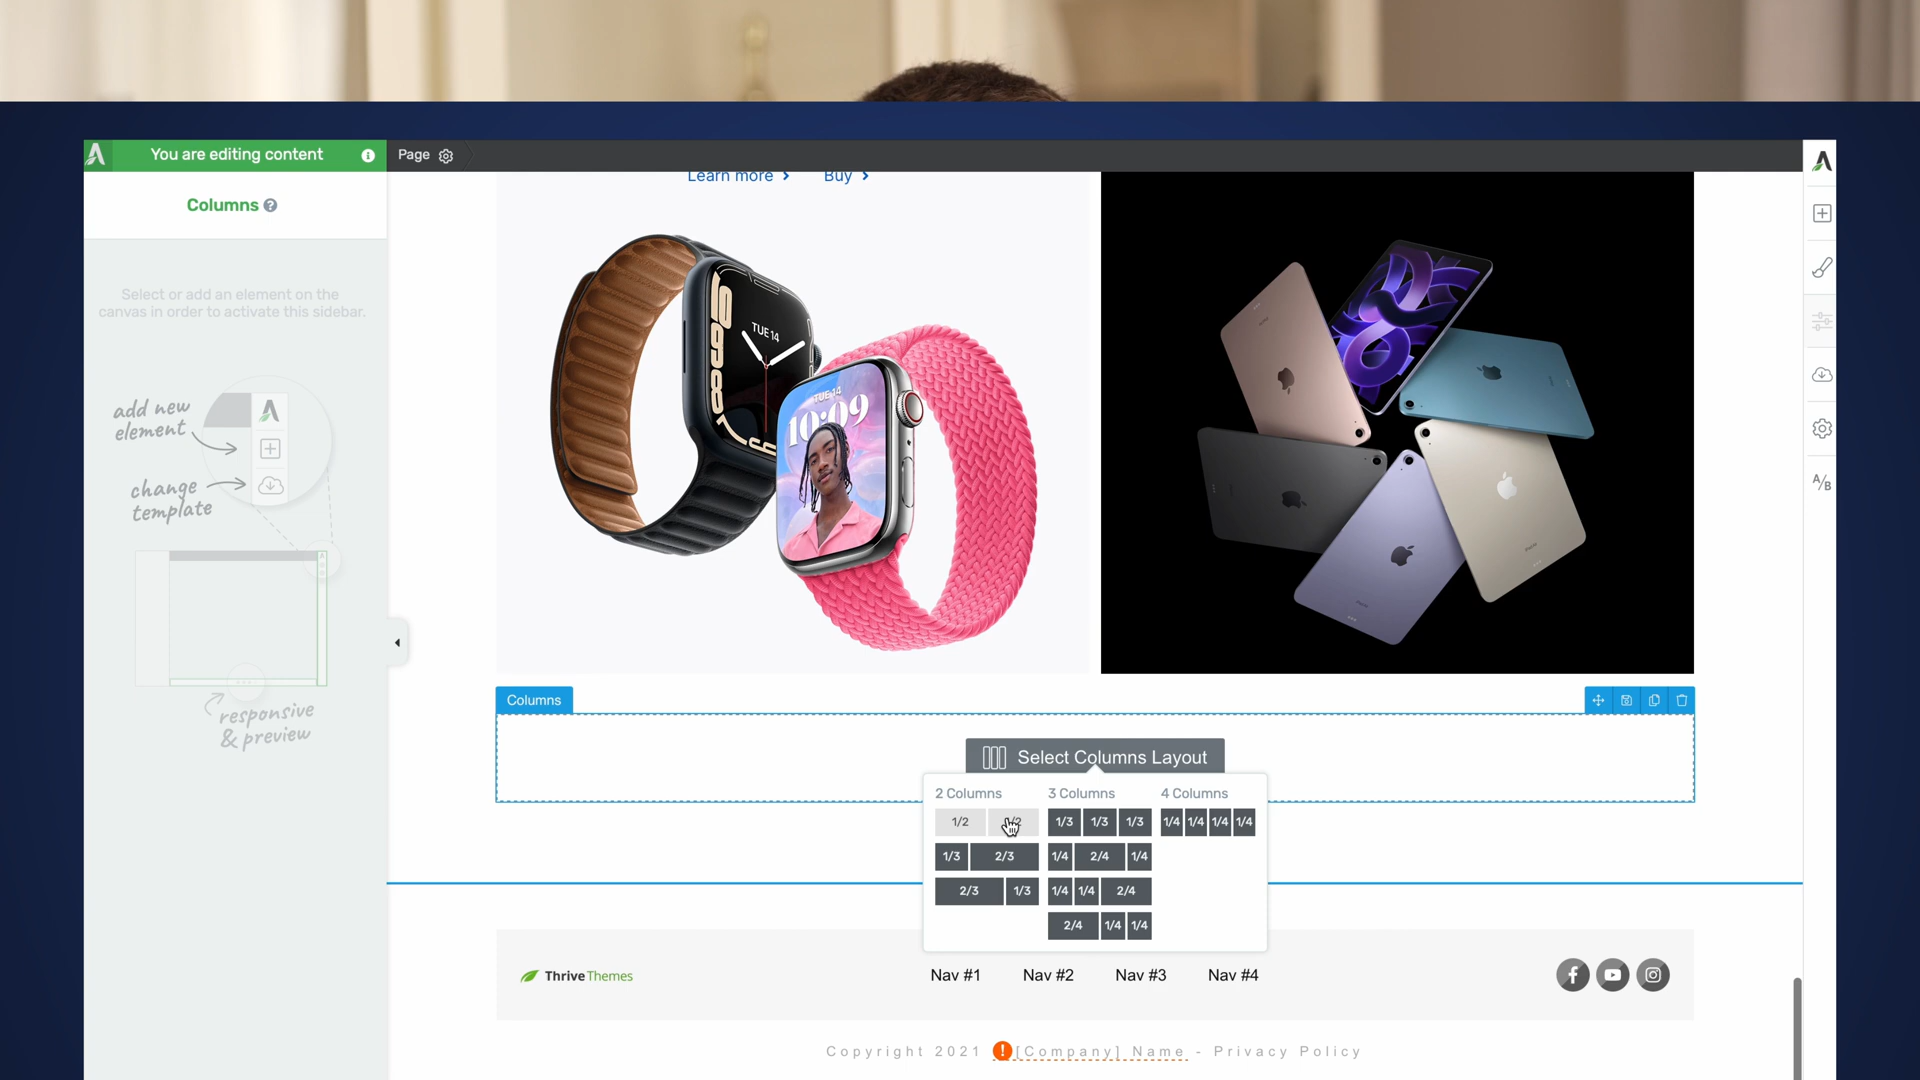 You are editing content
Page
Columns
Select or add an element on the
canvas in order to activate this sidebar.
add new
element
change
template
responsive
& preview
Learn more
Buy
TUE 14
TUE 14
10:09
Columns
Select Columns Layout
2 Columns 3 Columns 4 Columns
1/2 1/3 1/3 1/3 1/4 1/4 1/4 1/4
1/3 2/3 1/4 2/4 1/4
2/3 1/3 1/4 1/4 2/4
2/4 1/4 1/4
A/B
ThriveThemes
Nav #1 Nav #2 Nav #3 Nav #4
Copyright 2021 [Company] Name - Privacy Policy